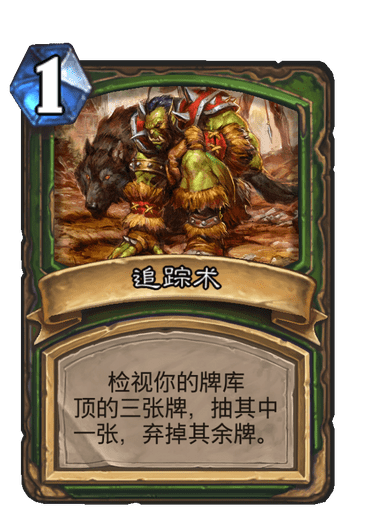 1
追踪术
检视你的牌库
顶的三张牌，抽其中
一张，弃掉其余牌。